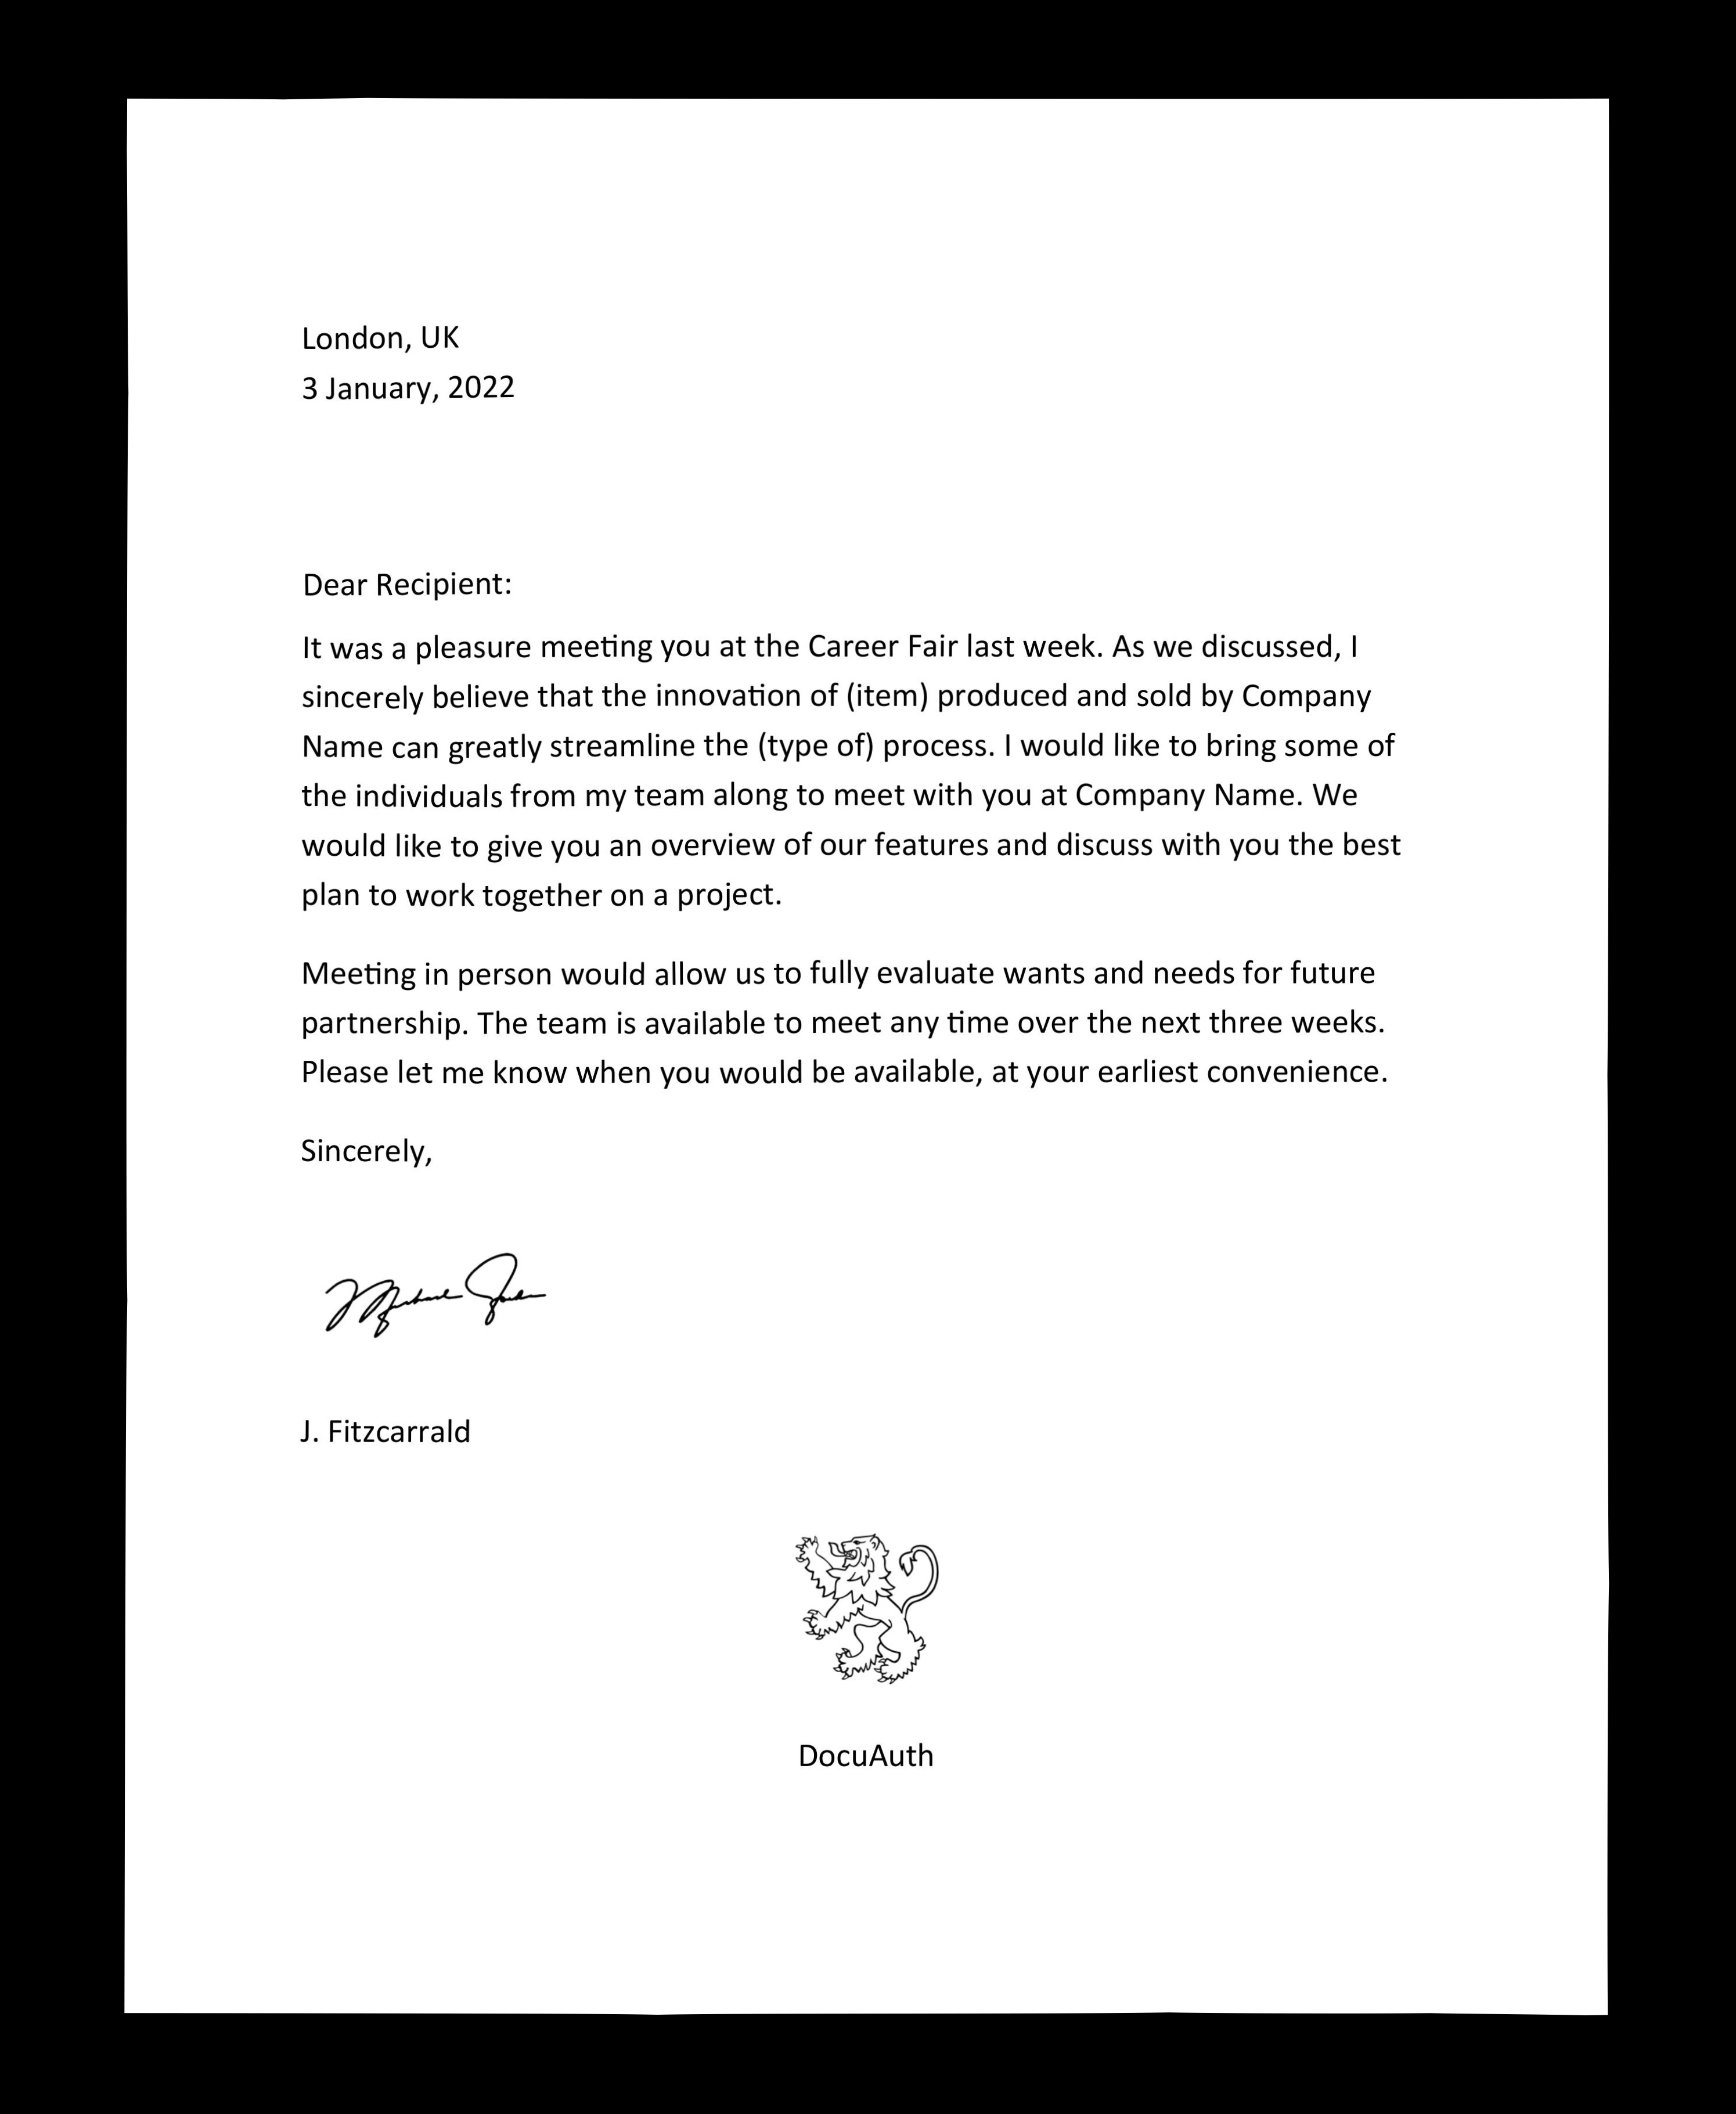 London, UK
3 January, 2022
Dear Recipient:
It was a pleasure meeting you at the Career Fair last week. As we discussed, I
sincerely believe that the innovation of (item) produced and sold by Company
Name can greatly streamline the (type of) process. I would like to bring some of
the individuals from my team along to meet with you at Company Name. We
would like to give you an overview of our features and discuss with you the best
plan to work together on a project.
Meeting in person would allow us to fully evaluate wants and needs for future
partnership. The team is available to meet any time over the next three weeks.
Please let me know when you would be available, at your earliest convenience.
Sincerely,
J. Fitzcarrald
DocuAuth